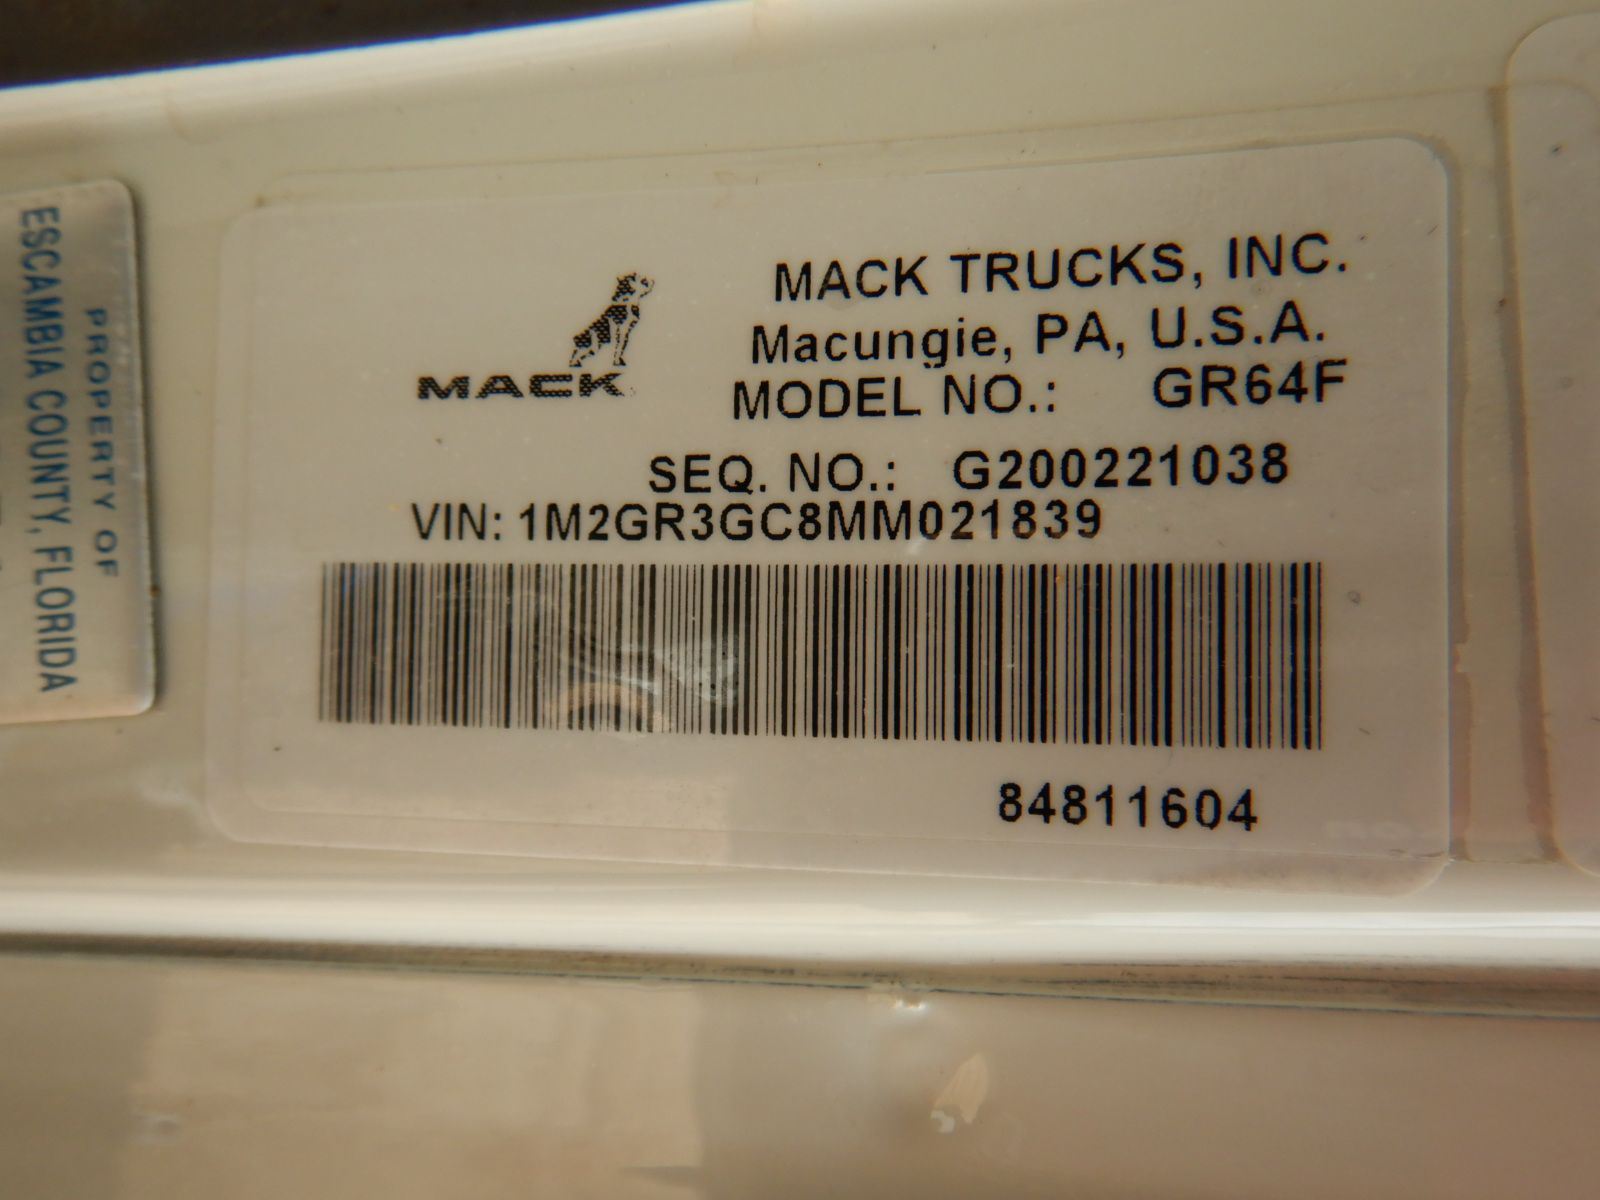 PROPERTY OF
ESCAMBIA COUNTY, FLORIDA
MACK
MACK TRUCKS, INC.
Macungie, PA, U.S.A.
MODEL NO.: GR64F
SEQ. NO.: G200221038
VIN: 1M2GR3GC8MM021839
84811604